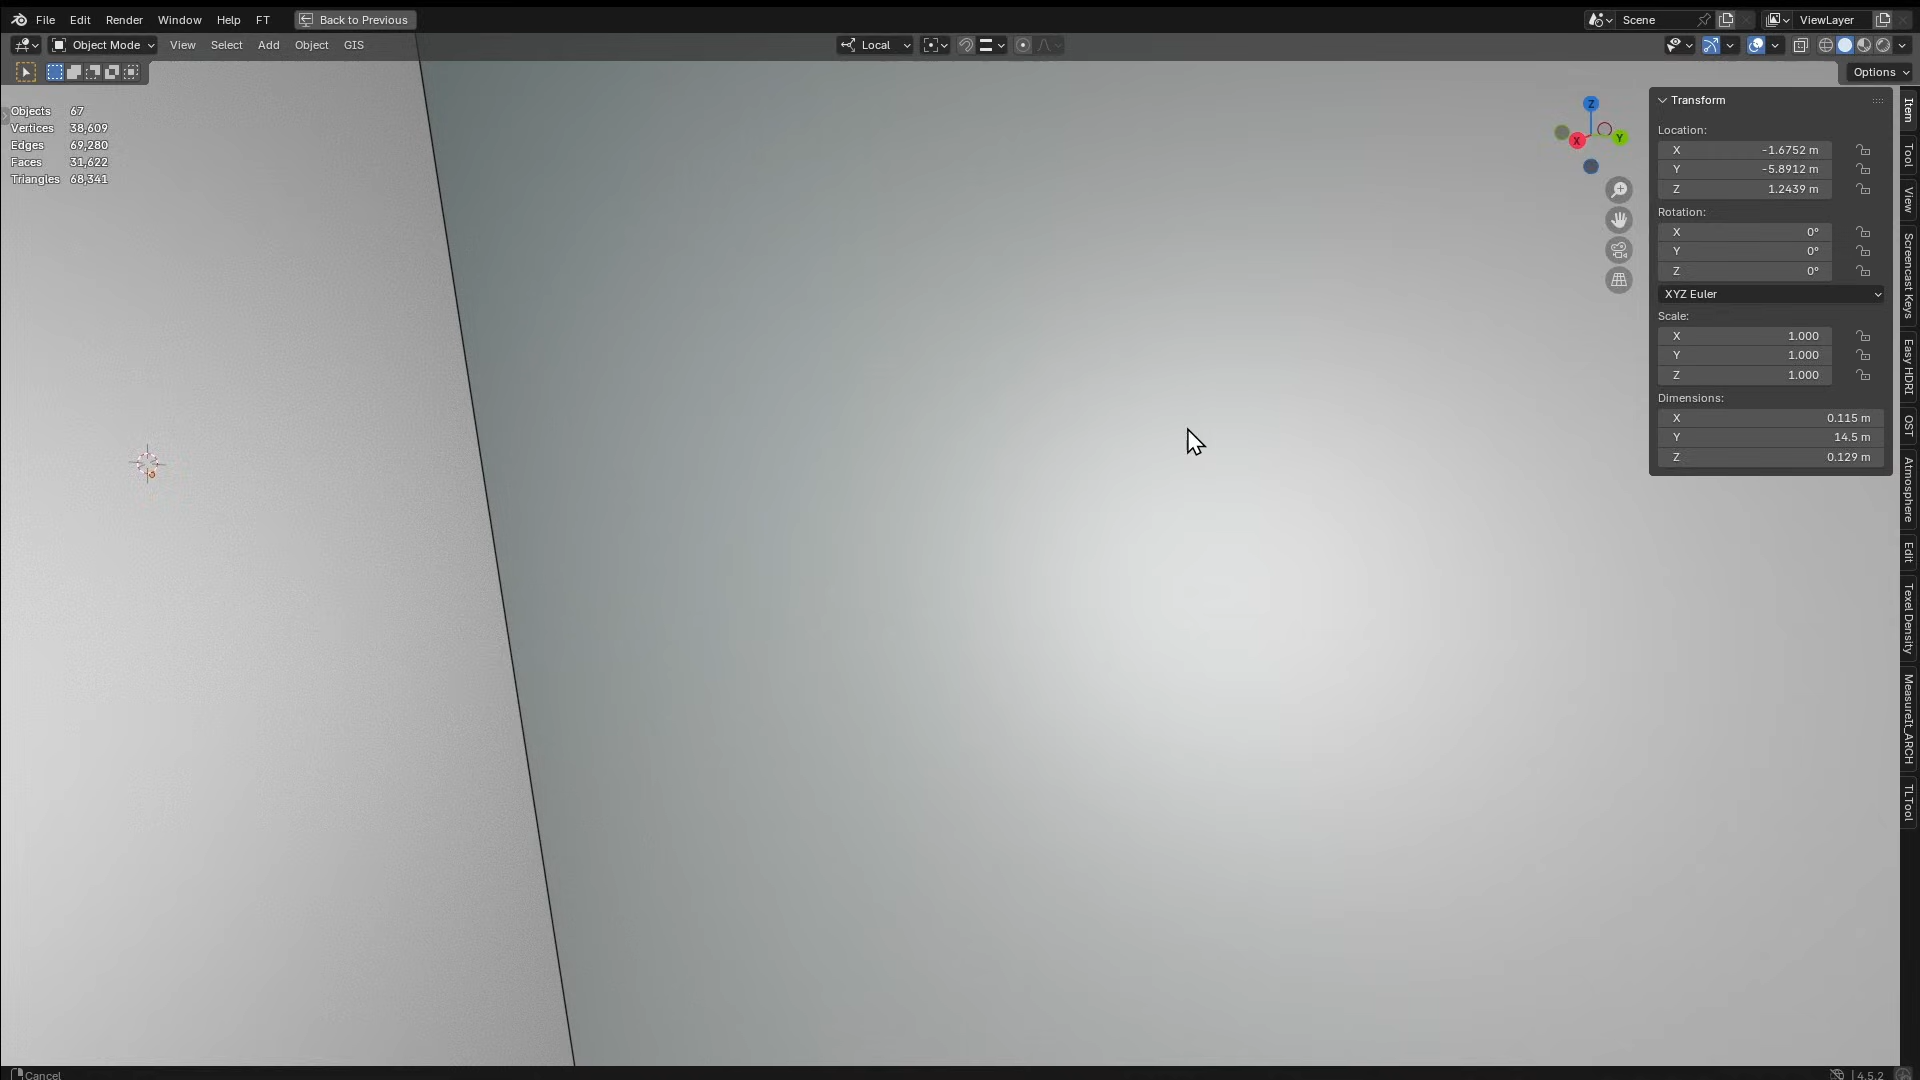 File Edit Render Window Help FT Back to Previous Scene ViewLayer
Object Mode View Select Add Object GIS Local
Options
Objects 67
Vertices 38,609
Edges 69,280
Faces 31,622
Triangles 68,341
Z
X
Y
Transform
Location:
X -1.6752 m
Y -5.8912 m
Z 1.2439 m
Rotation:
X 0°
Y 0°
Z 0°
XYZ Euler
Scale:
X 1.000
Y 1.000
Z 1.000
Dimensions:
X 0.115 m
Y 14.5 m
Z 0.129 m
Item
Tool
View
Screencast Keys
Easy HDRI
OST
Atmosphere
Edit
Texel Density
MeasureIt_ARCH
TLTool
Cancel
4.5.2